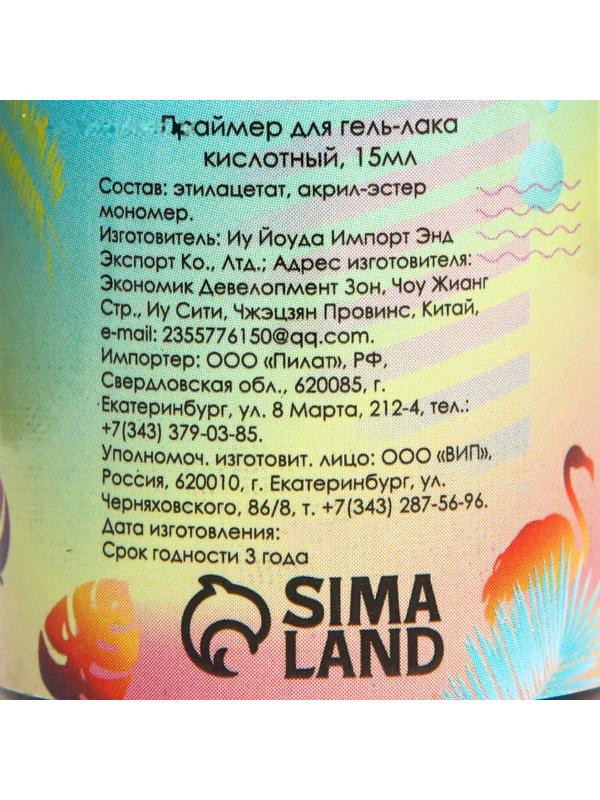 Праймер для гель-лака
кислотный, 15мл
Состав: этилацетат, акрил-эстер
мономер.
Изготовитель: Иу Йоуда Импорт Энд
Экспорт Ко., Лтд.; Адрес изготовителя:
Экономик Девелопмент Зон, Чоу Жианг
Стр., Иу Сити, Чжэцзян Провинс, Китай,
e-mail: 2355776150@qq.com.
Импортер: ООО «Пилат», РФ,
Свердловская обл., 620085, г.
Екатеринбург, ул. 8 Марта, 212-4, тел.:
+7(343) 379-03-85.
Уполномоч. изготовит. лицо: ООО «ВИП»,
Россия, 620010, г. Екатеринбург, ул.
Черняховского, 86/8, т. +7(343) 287-56-96.
Дата изготовления:
Срок годности 3 года
SIMA
LAND